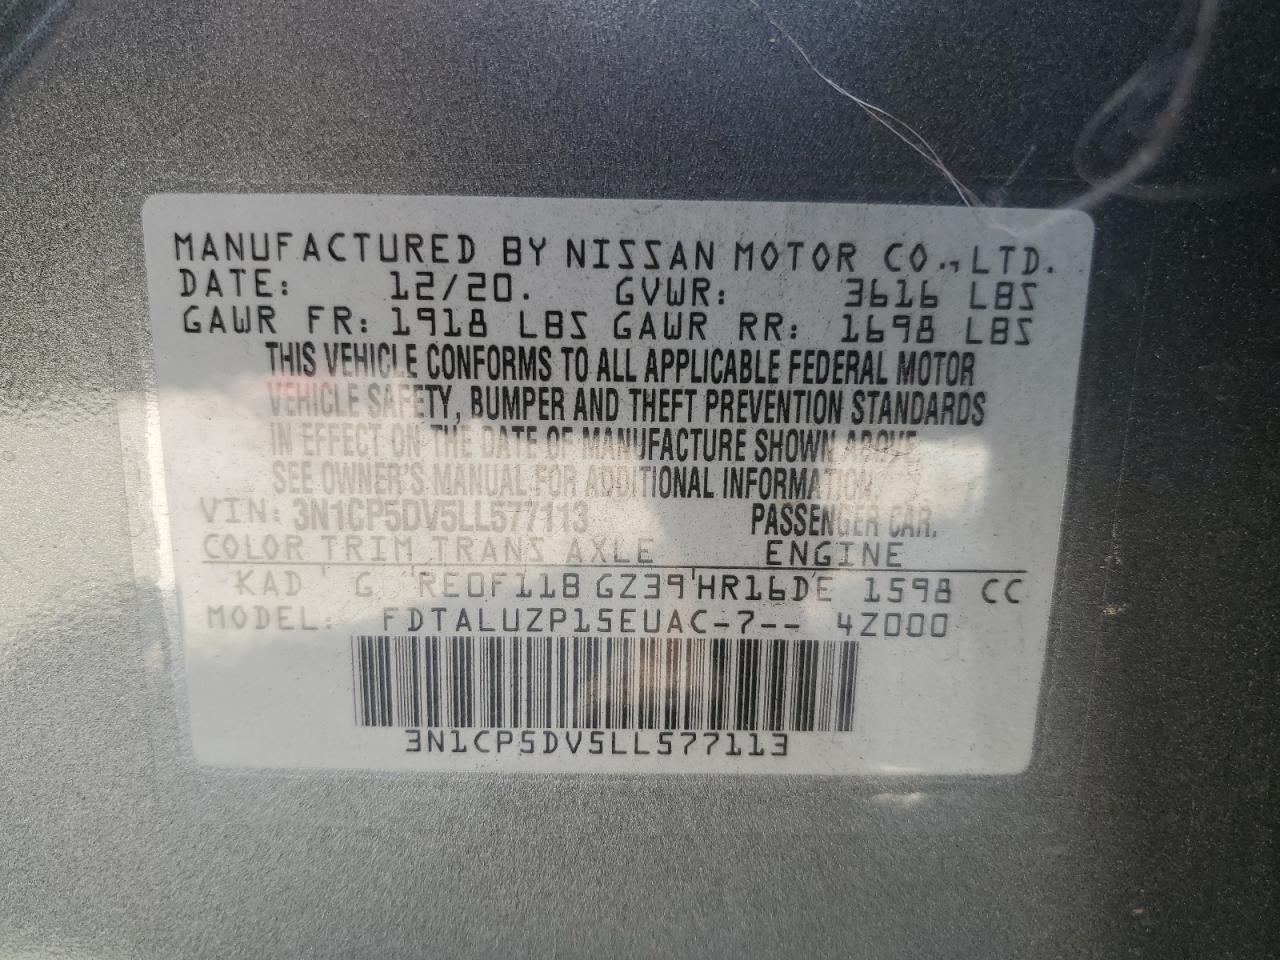 MANUFACTURED BY NISSAN MOTOR CO.,LTD.
DATE: 12/20. GVWR: 3616 LBS
GAWR FR: 1918 LBS GAWR RR: 1698 LBS
THIS VEHICLE CONFORMS TO ALL APPLICABLE FEDERAL MOTOR
VEHICLE SAFETY, BUMPER AND THEFT PREVENTION STANDARDS
IN EFFECT ON THE DATE OF MANUFACTURE SHOWN ABOVE.
SEE OWNER'S MANUAL FOR ADDITIONAL INFORMATION.
VIN: 3N1CP5DV5LL577113 PASSENGER CAR.
COLOR TRIM TRANS AXLE ENGINE
KAD G RE0F11B GZ39 HR16DE 1598 CC
MODEL: FDTALUZP15EUAC-7-- 4Z000
3N1CP5DV5LL577113